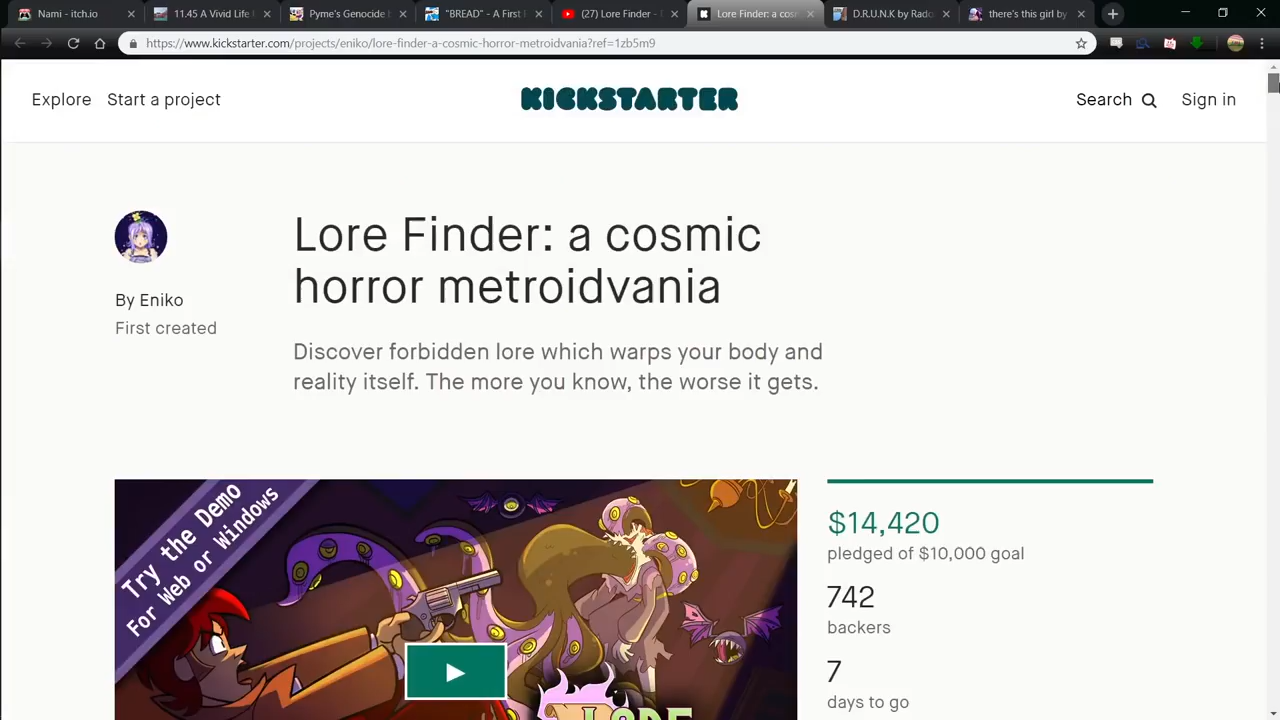 Nami - itch.io
11.45 A Vivid Life
Pyme's Genocide
"BREAD" - A First
(27) Lore Finder -
Lore Finder: a cos
D.R.U.N.K by Rado
there's this girl by
https://www.kickstarter.com/projects/eniko/lore-finder-a-cosmic-horror-metroidvania?ref=1zb5m9
Explore
Start a project
KICKSTARTER
Search
Sign in
By Eniko
First created
Lore Finder: a cosmic
horror metroidvania
Discover forbidden lore which warps your body and
reality itself. The more you know, the worse it gets.
Try the Demo
For Web or Windows
LORE
$14,420
pledged of $10,000 goal
742
backers
7
days to go